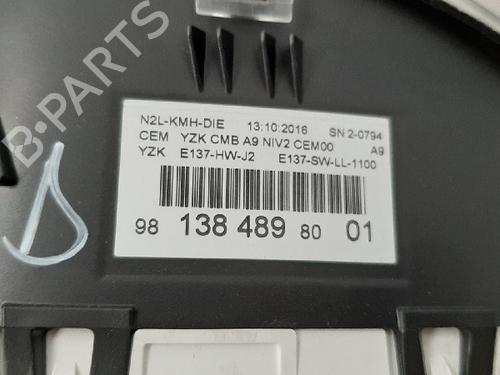 N2L-KMH-DIE 13:10:2016 SN 2-0794
CEM YZK CMB A9 NIV2 CEM00 A9
YZK E137-HW-J2 E137-SW-LL-1100
98 138 489 80 01